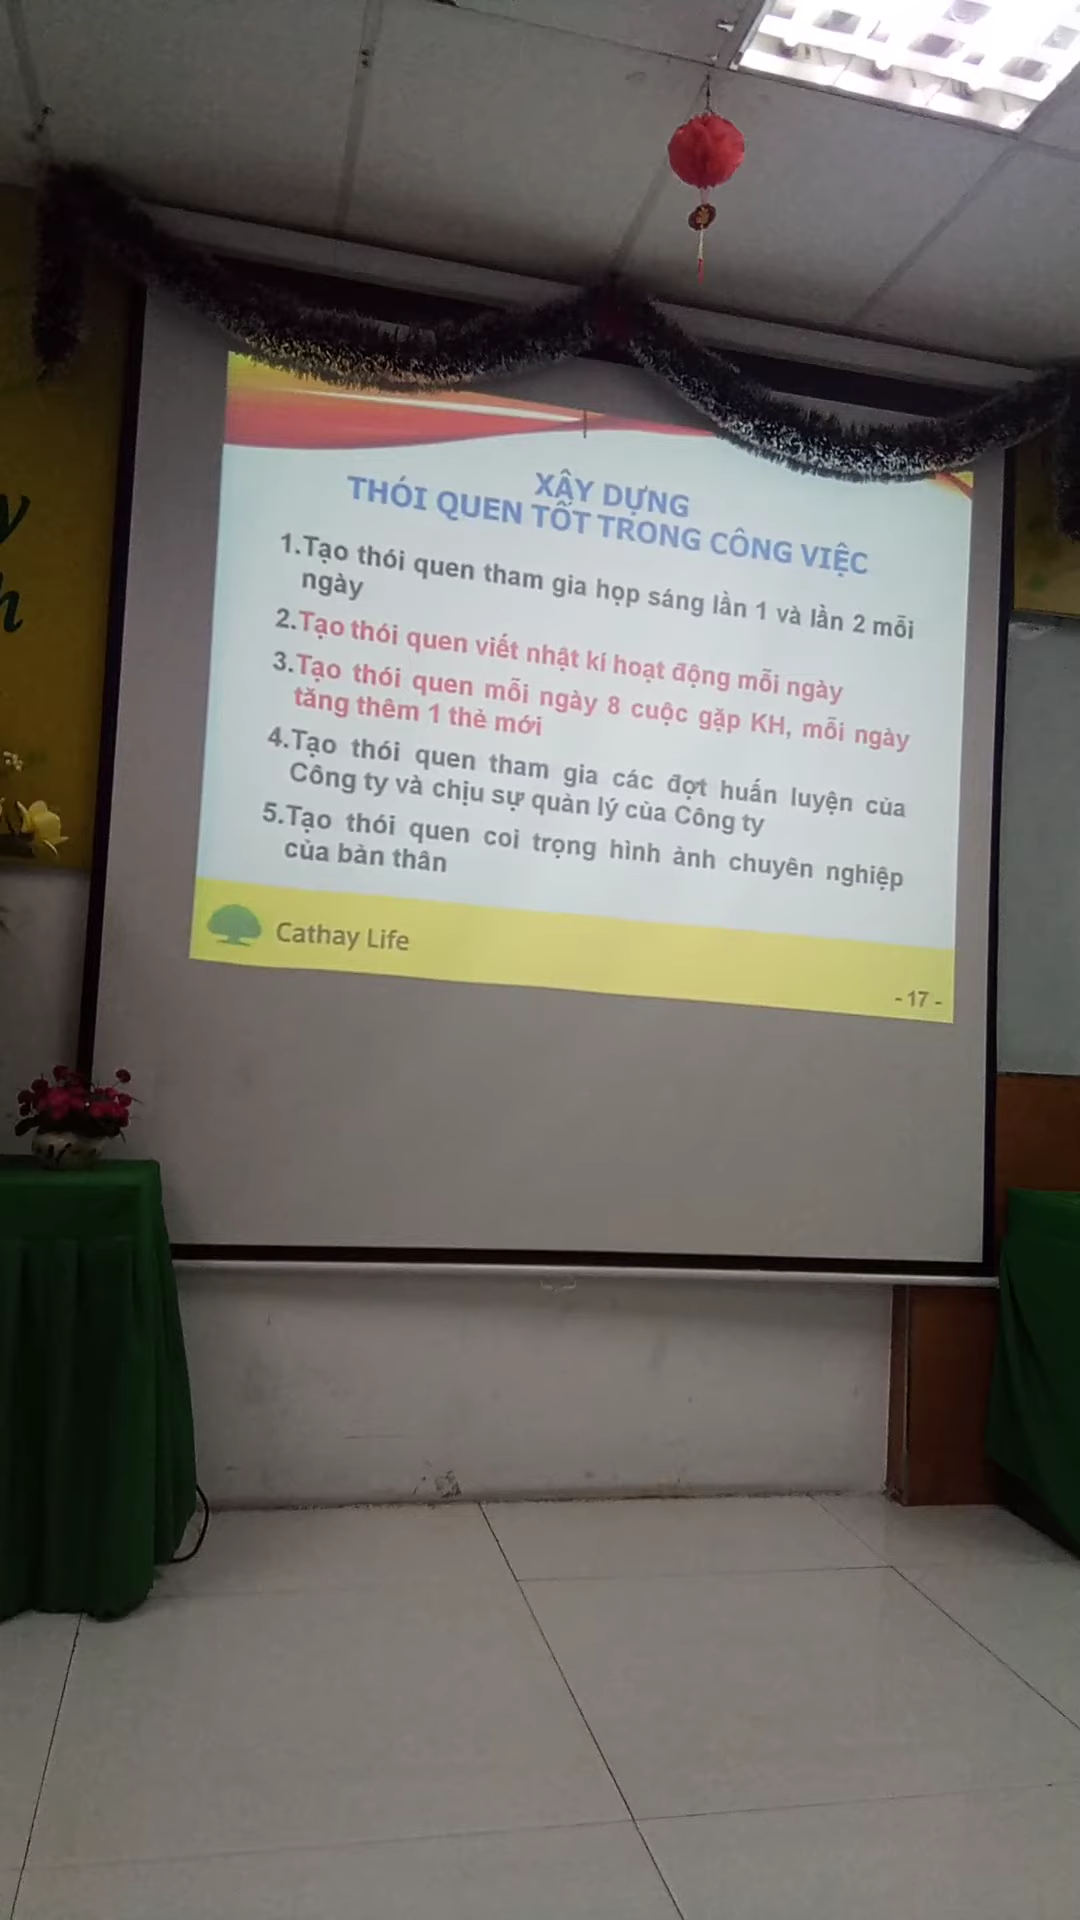 XÂY DỰNG
THÓI QUEN TỐT TRONG CÔNG VIỆC
1.Tạo thói quen tham gia họp sáng lần 1 và lần 2 mỗi
ngày
2.Tạo thói quen viết nhật kí hoạt động mỗi ngày
3.Tạo thói quen mỗi ngày 8 cuộc gặp KH, mỗi ngày
tăng thêm 1 thẻ mới
4.Tạo thói quen tham gia các đợt huấn luyện của
Công ty và chịu sự quản lý của Công ty
5.Tạo thói quen coi trọng hình ảnh chuyên nghiệp
của bản thân
Cathay Life
- 17 -